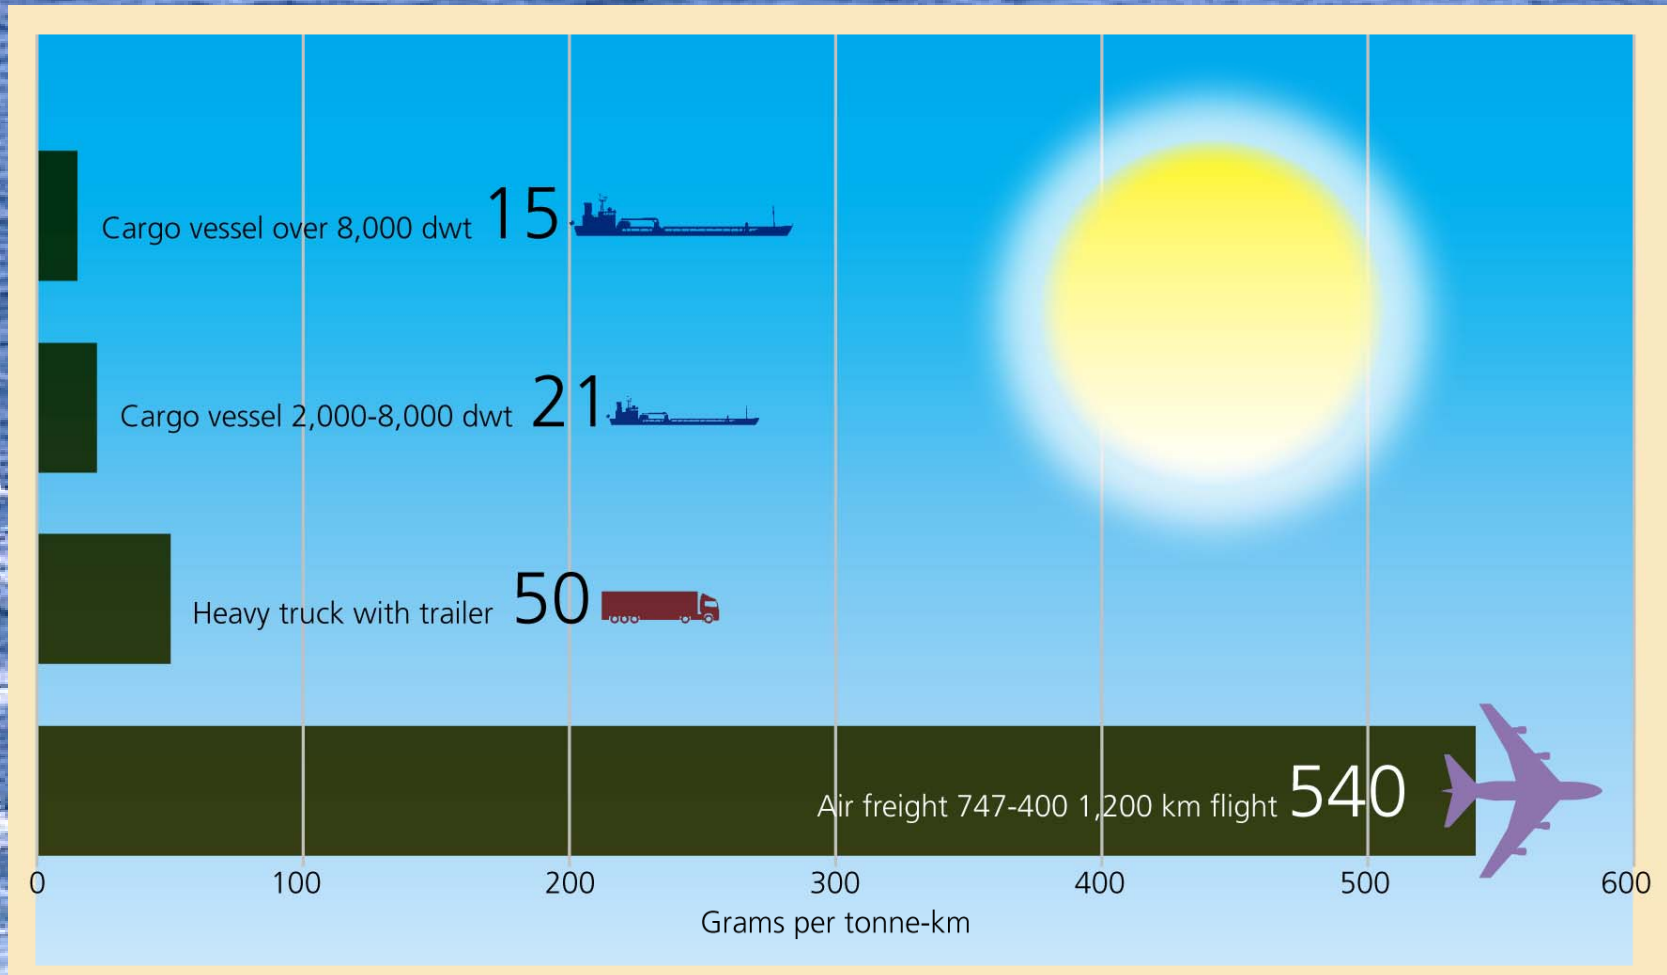 Cargo vessel over 8,000 dwt 15
Cargo vessel 2,000-8,000 dwt 21
Heavy truck with trailer 50
Air freight 747-400 1,200 km flight 540
0 100 200 300 400 500 600
Grams per tonne-km